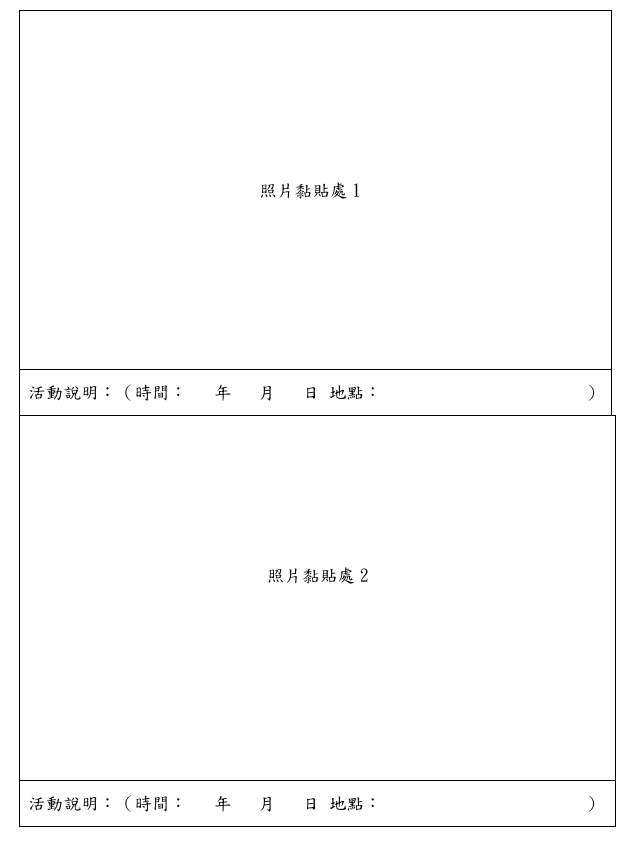 照片黏貼處 1
活動說明：（時間：　　年　　月　　日 地點：　　　　　　　　　　　　）
照片黏貼處 2
活動說明：（時間：　　年　　月　　日 地點：　　　　　　　　　　　　）